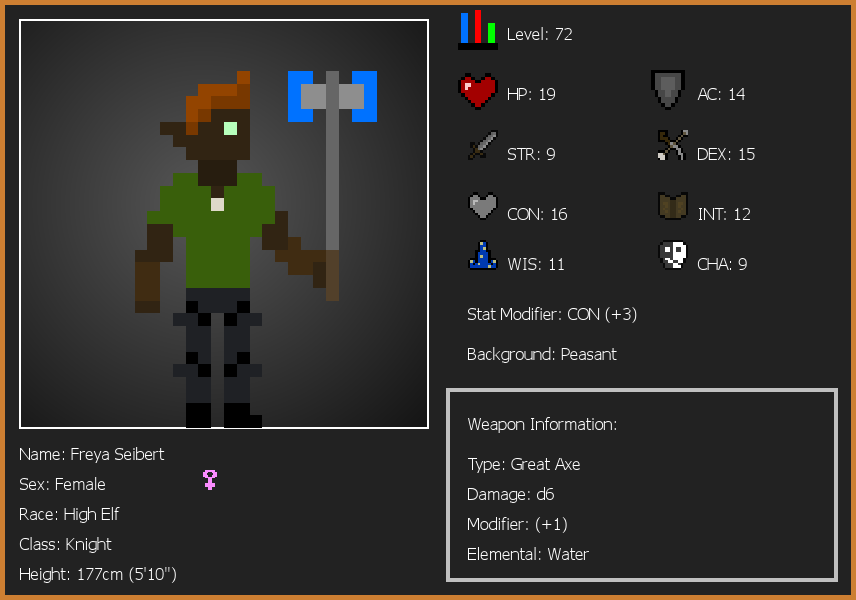 Level: 72
HP: 19
AC: 14
STR: 9
DEX: 15
CON: 16
INT: 12
WIS: 11
CHA: 9
Stat Modifier: CON (+3)
Background: Peasant
Weapon Information:
Type: Great Axe
Damage: d6
Modifier: (+1)
Elemental: Water
Name: Freya Seibert
Sex: Female
Race: High Elf
Class: Knight
Height: 177cm (5'10")